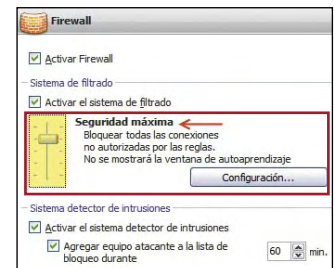 Firewall
Activar Firewall
Sistema de filtrado
Activar el sistema de filtrado
Seguridad máxima
Bloquear todas las conexiones
no autorizadas por las reglas.
No se mostrará la ventana de autoaprendizaje
Configuración...
Sistema detector de intrusiones
Activar el sistema detector de intrusiones
Agregar equipo atacante a la lista de
bloqueo durante
60 min.